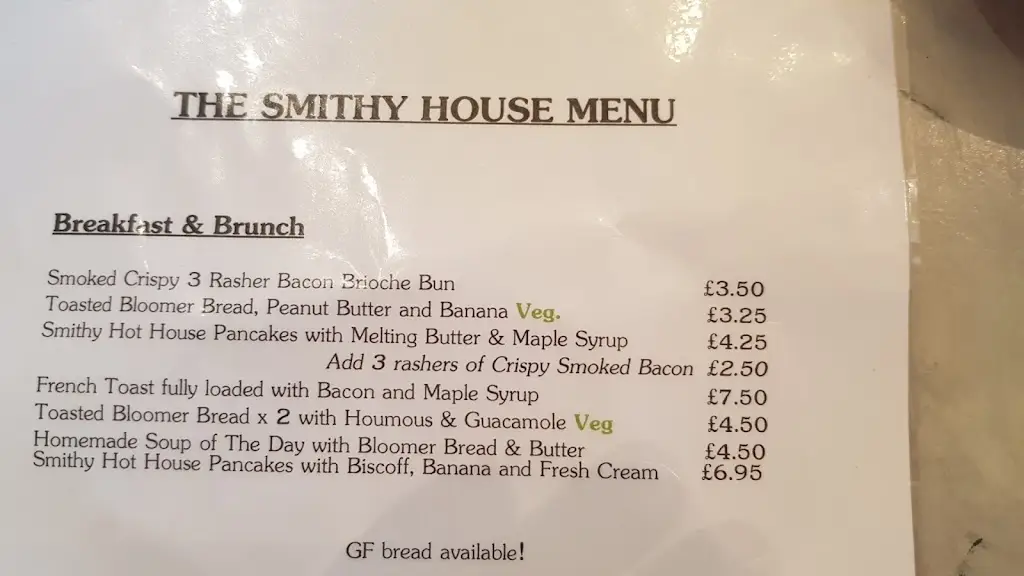 THE SMITHY HOUSE MENU
Breakfast & Brunch
Smoked Crispy 3 Rasher Bacon Brioche Bun £3.50
Toasted Bloomer Bread, Peanut Butter and Banana Veg. £3.25
Smithy Hot House Pancakes with Melting Butter & Maple Syrup £4.25
Add 3 rashers of Crispy Smoked Bacon £2.50
French Toast fully loaded with Bacon and Maple Syrup £7.50
Toasted Bloomer Bread x 2 with Houmous & Guacamole Veg £4.50
Homemade Soup of The Day with Bloomer Bread & Butter £4.50
Smithy Hot House Pancakes with Biscoff, Banana and Fresh Cream £6.95
GF bread available!